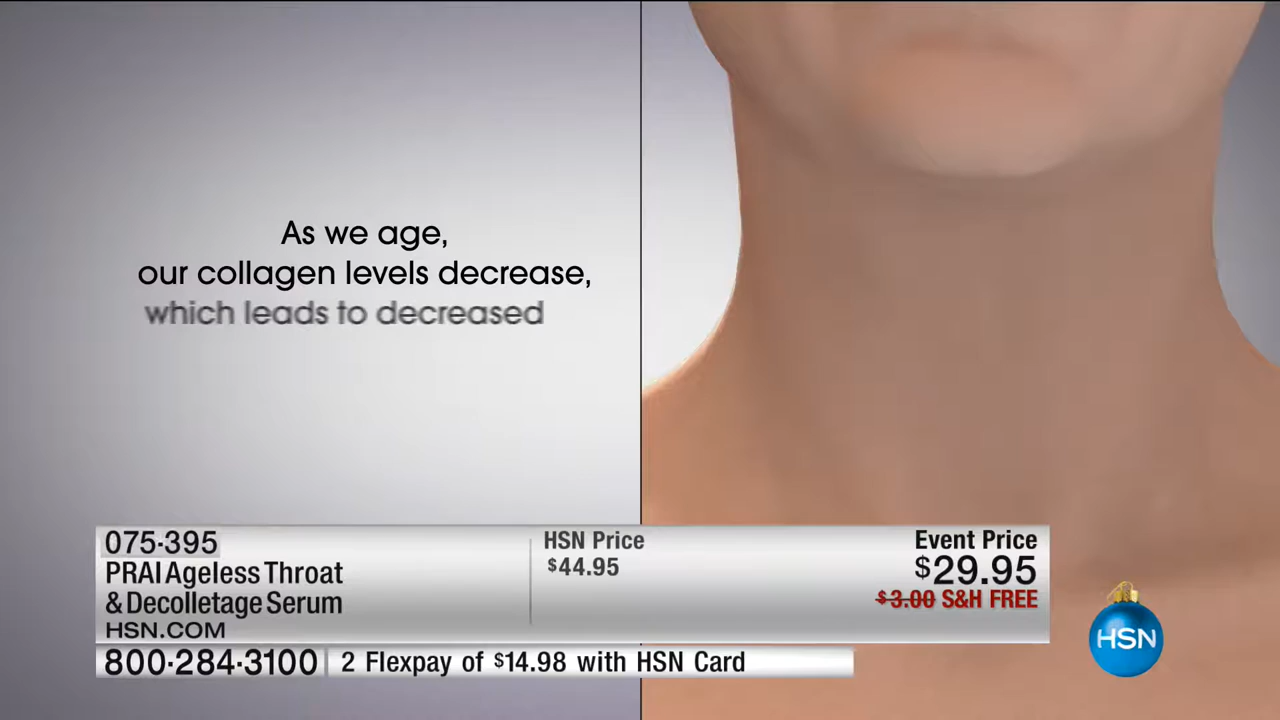 As we age,
our collagen levels decrease,
which leads to decreased
075-395
PRAI Ageless Throat
& Decolletage Serum
HSN.COM
HSN Price
$44.95
Event Price
$29.95
$3.00 S&H FREE
800-284-3100
2 Flexpay of $14.98 with HSN Card
HSN